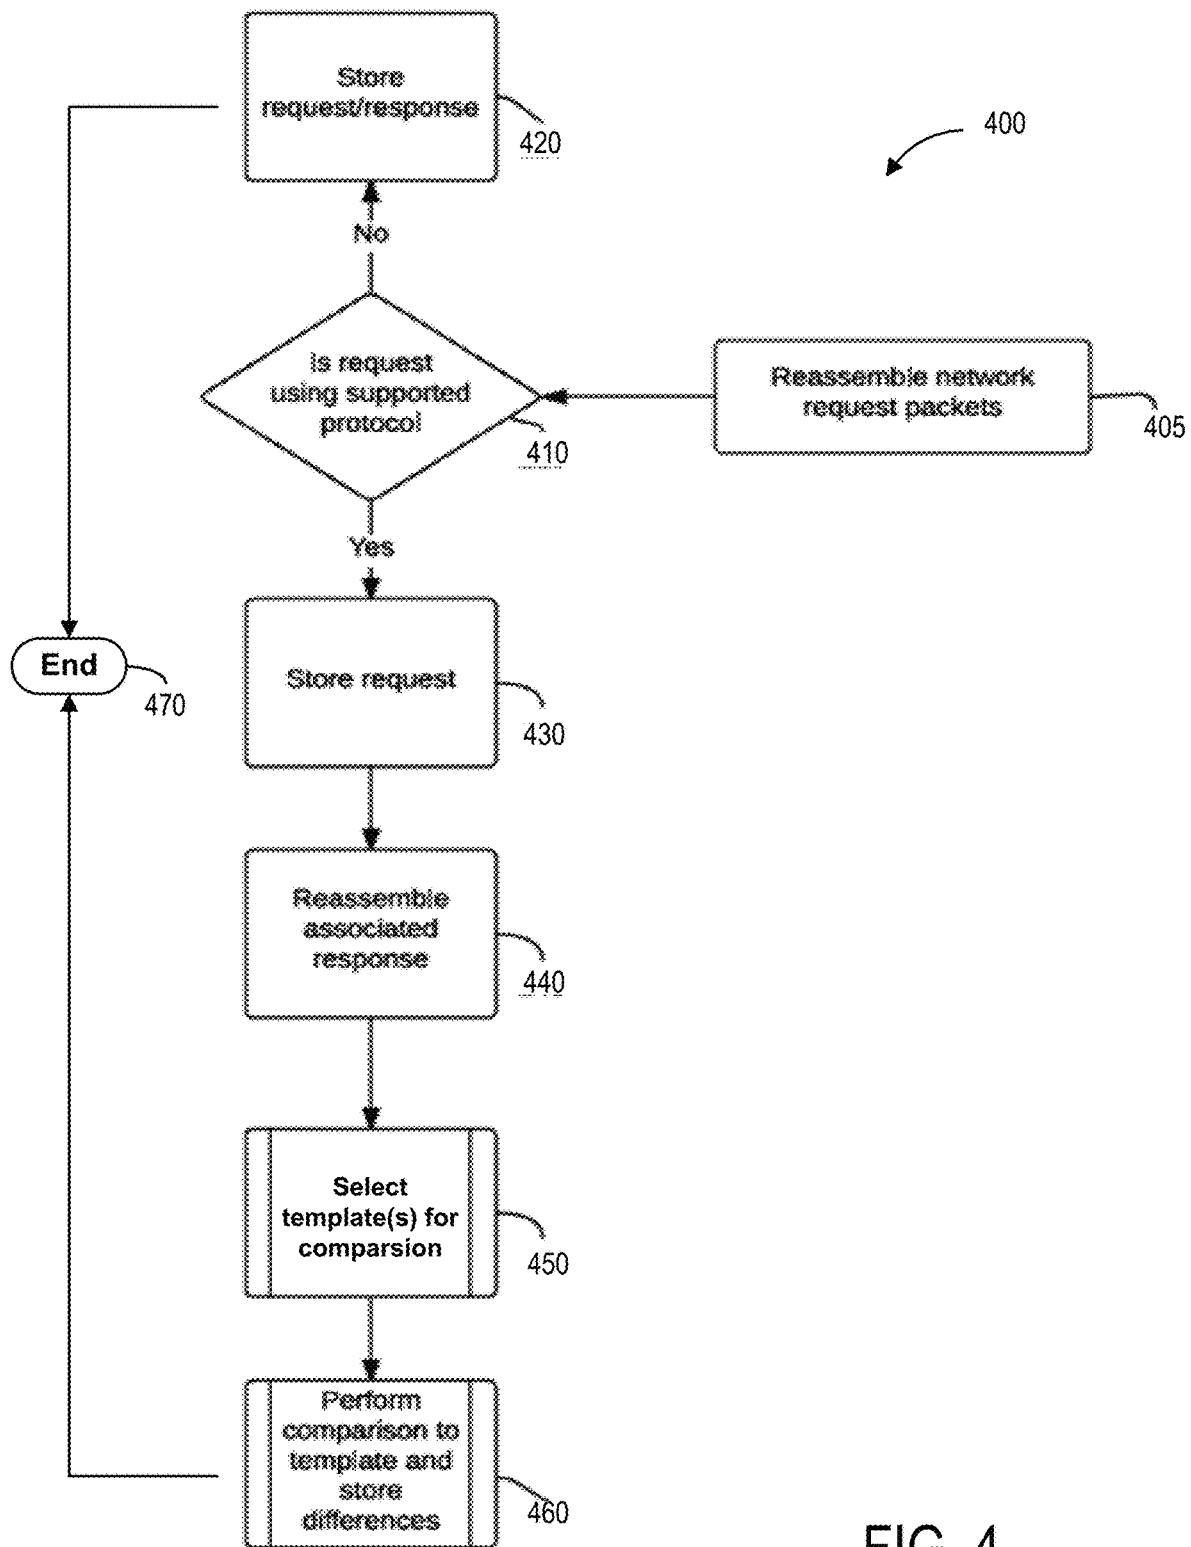 Store
request/response
420
400
No
Is request
using supported
protocol
410
Reassemble network
request packets
405
Yes
End
470
Store request
430
Reassemble
associated
response
440
Select
template(s) for
comparsion
450
Perform
comparison to
template and
store
differences
460
FIG. 4